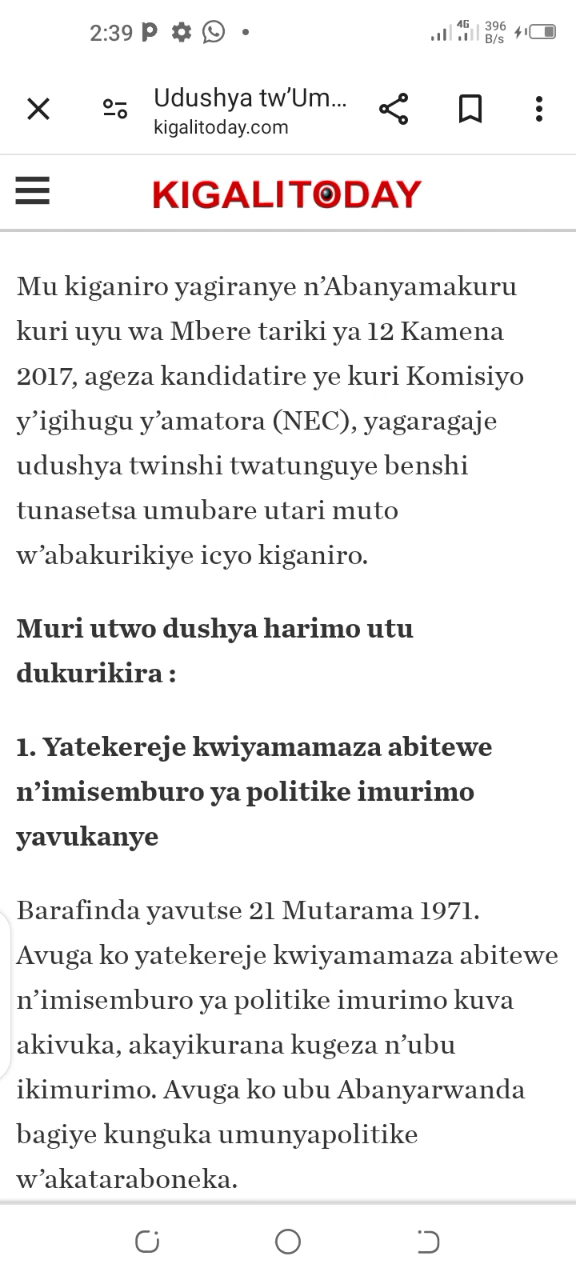 2:39
4G
396
B/s
Udushya tw’Um...
kigalitoday.com
KIGALITODAY
Mu kiganiro yagiranye n’Abanyamakuru
kuri uyu wa Mbere tariki ya 12 Kamena
2017, ageza kandidatire ye kuri Komisiyo
y’igihugu y’amatora (NEC), yagaragaje
udushya twinshi twatunguye benshi
tunasetsa umubare utari muto
w’abakurikiye icyo kiganiro.
Muri utwo dushya harimo utu
dukurikira :
1. Yatekereje kwiyamamaza abitewe
n’imisemburo ya politike imurimo
yavukanye
Barafinda yavutse 21 Mutarama 1971.
Avuga ko yatekereje kwiyamamaza abitewe
n’imisemburo ya politike imurimo kuva
akivuka, akayikurana kugeza n’ubu
ikimurimo. Avuga ko ubu Abanyarwanda
bagiye kunguka umunyapolitike
w’akataraboneka.